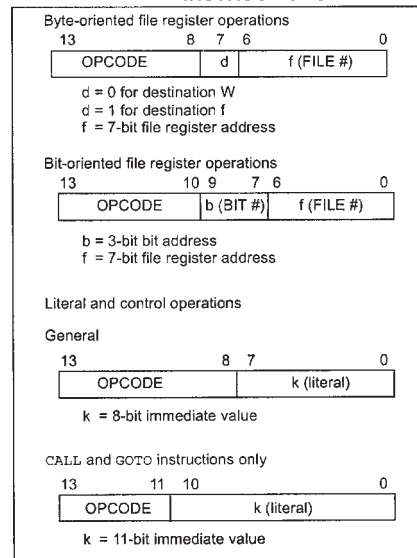 Byte-oriented file register operations
13 8 7 6 0
OPCODE d f (FILE #)
d = 0 for destination W
d = 1 for destination f
f = 7-bit file register address
Bit-oriented file register operations
13 10 9 7 6 0
OPCODE b (BIT #) f (FILE #)
b = 3-bit bit address
f = 7-bit file register address
Literal and control operations
General
13 8 7 0
OPCODE k (literal)
k = 8-bit immediate value
CALL and GOTO instructions only
13 11 10 0
OPCODE k (literal)
k = 11-bit immediate value